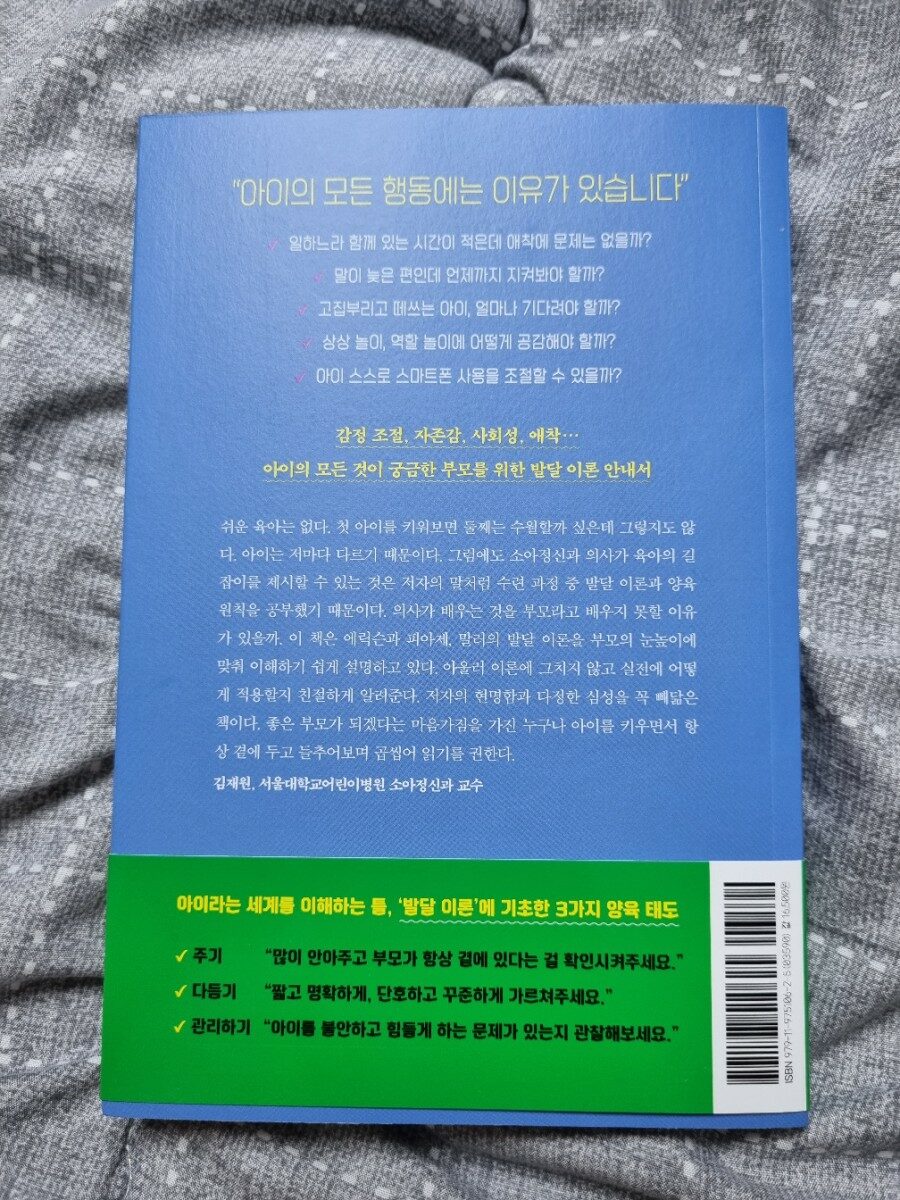 “아이의 모든 행동에는 이유가 있습니다”
✓ 일하느라 함께 있는 시간이 적은데 애착에 문제는 없을까?
✓ 말이 늦은 편인데 언제까지 지켜봐야 할까?
✓ 고집부리고 떼쓰는 아이, 얼마나 기다려야 할까?
✓ 상상 놀이, 역할 놀이에 어떻게 공감해야 할까?
✓ 아이 스스로 스마트폰 사용을 조절할 수 있을까?
감정 조절, 자존감, 사회성, 애착…
아이의 모든 것이 궁금한 부모를 위한 발달 이론 안내서
쉬운 육아는 없다. 첫 아이를 키워보면 둘째는 수월할까 싶은데 그렇지도 않
다. 아이는 저마다 다르기 때문이다. 그럼에도 소아정신과 의사가 육아의 길
잡이를 제시할 수 있는 것은 저자의 말처럼 수련 과정 중 발달 이론과 양육
원칙을 공부했기 때문이다. 의사가 배우는 것을 부모라고 배우지 못할 이유
가 있을까. 이 책은 에릭슨과 피아제, 말러의 발달 이론을 부모의 눈높이에
맞춰 이해하기 쉽게 설명하고 있다. 아울러 이론에 그치지 않고 실전에 어떻
게 적용할지 친절하게 알려준다. 저자의 현명함과 다정한 심성을 꼭 빼닮은
책이다. 좋은 부모가 되겠다는 마음가짐을 가진 누구나 아이를 키우면서 항
상 곁에 두고 들추어보며 곱씹어 읽기를 권한다.
김재원, 서울대학교어린이병원 소아정신과 교수
아이라는 세계를 이해하는 틀, ‘발달 이론’에 기초한 3가지 양육 태도
✓ 주기 “많이 안아주고 부모가 항상 곁에 있다는 걸 확인시켜주세요.”
✓ 다듬기 “짧고 명확하게, 단호하고 꾸준하게 가르쳐주세요.”
✓ 관리하기 “아이를 불안하고 힘들게 하는 문제가 있는지 관찰해보세요.”
ISBN 979-11-975106-2-5 (03590) 값 16,500원